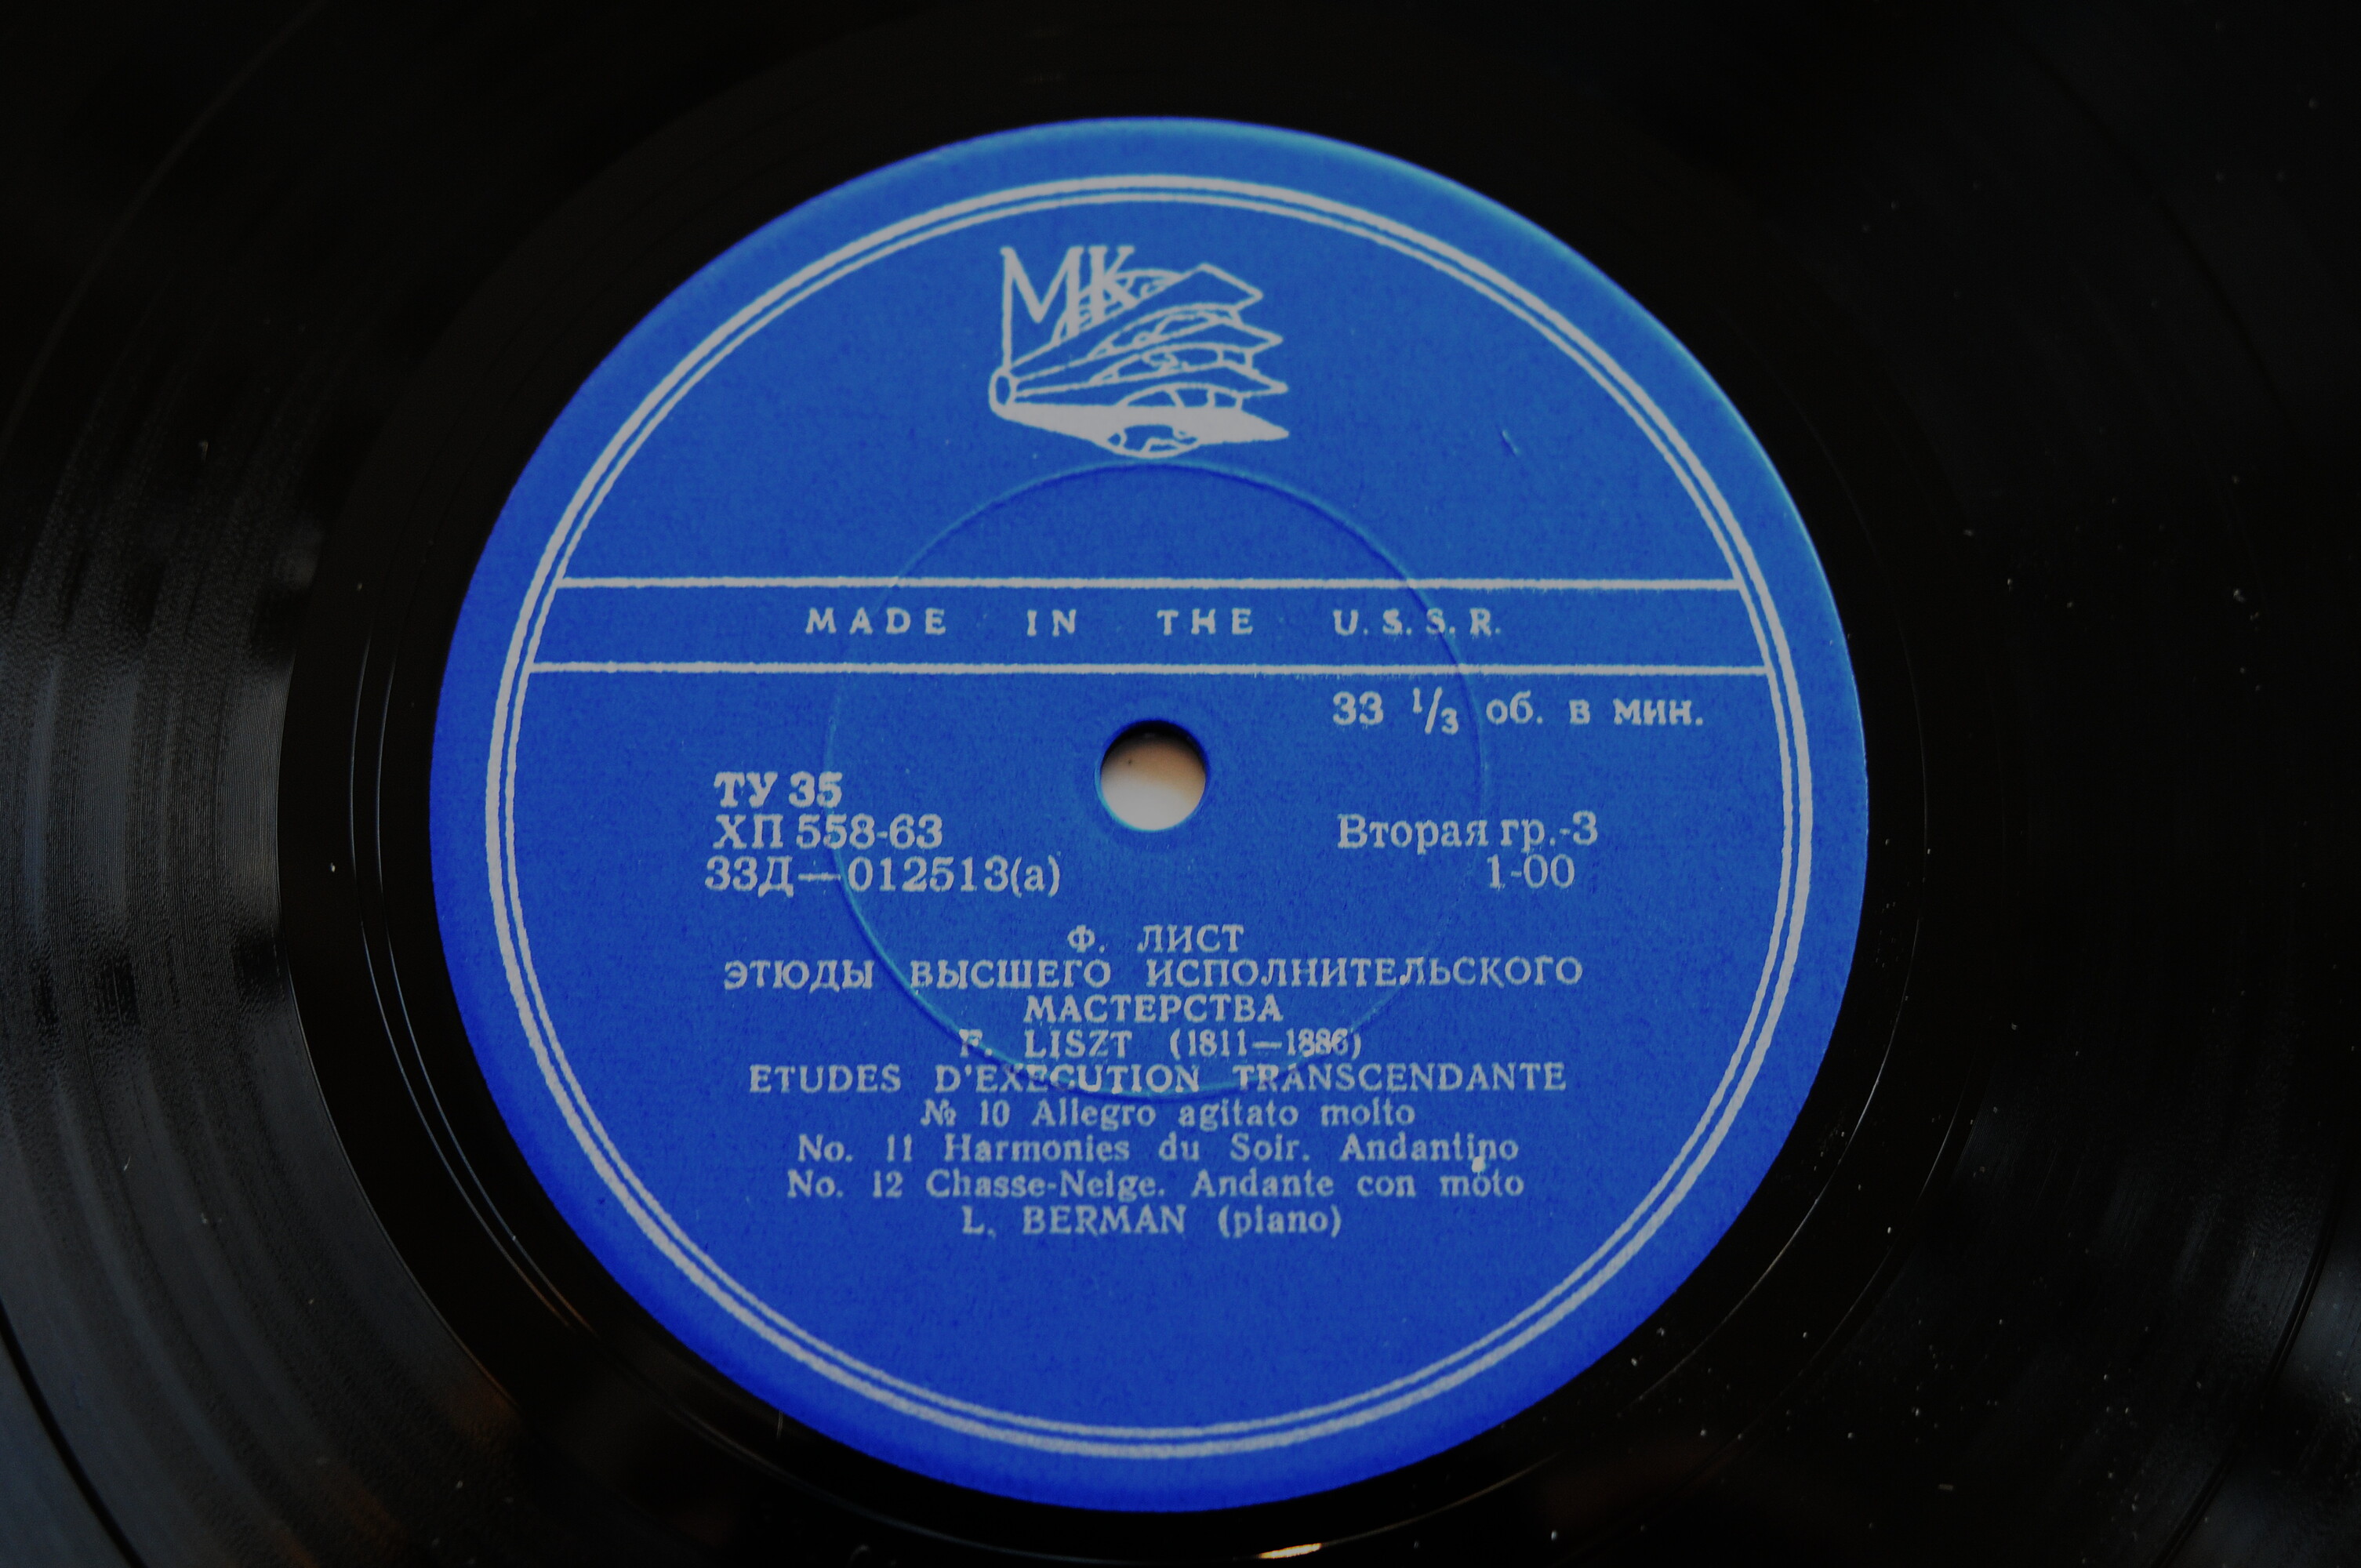 МК
MADE IN THE U.S.S.R.
33 1/3 об. в мин.
ТУ 35
ХП 558-63
33Д—012513(а)
Вторая гр.-3
1-00
Ф. ЛИСТ
ЭТЮДЫ ВЫСШЕГО ИСПОЛНИТЕЛЬСКОГО
МАСТЕРСТВА
F. LISZT (1811—1886)
ETUDES D'EXECUTION TRANSCENDANTE
№ 10 Allegro agitato molto
No. 11 Harmonies du Soir. Andantino
No. 12 Chasse-Neige. Andante con moto
L. BERMAN (piano)